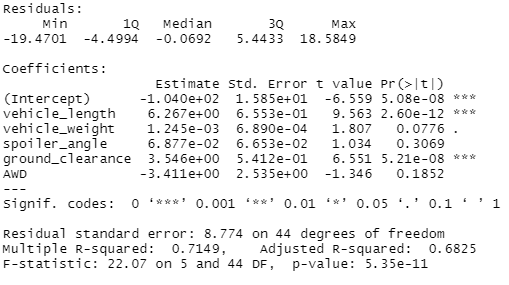 Residuals:
     Min       1Q   Median       3Q      Max
-19.4701  -4.4994  -0.0692   5.4433  18.5849

Coefficients:
                   Estimate Std. Error t value Pr(>|t|)
(Intercept)      -1.040e+02  1.585e+01  -6.559 5.08e-08 ***
vehicle_length    6.267e+00  6.553e-01   9.563 2.60e-12 ***
vehicle_weight    1.245e-03  6.890e-04   1.807   0.0776 .
spoiler_angle     6.877e-02  6.653e-02   1.034   0.3069
ground_clearance  3.546e+00  5.412e-01   6.551 5.21e-08 ***
AWD              -3.411e+00  2.535e+00  -1.346   0.1852
---
Signif. codes:  0 ‘***’ 0.001 ‘**’ 0.01 ‘*’ 0.05 ‘.’ 0.1 ‘ ’ 1

Residual standard error: 8.774 on 44 degrees of freedom
Multiple R-squared:  0.7149,    Adjusted R-squared:  0.6825
F-statistic: 22.07 on 5 and 44 DF,  p-value: 5.35e-11